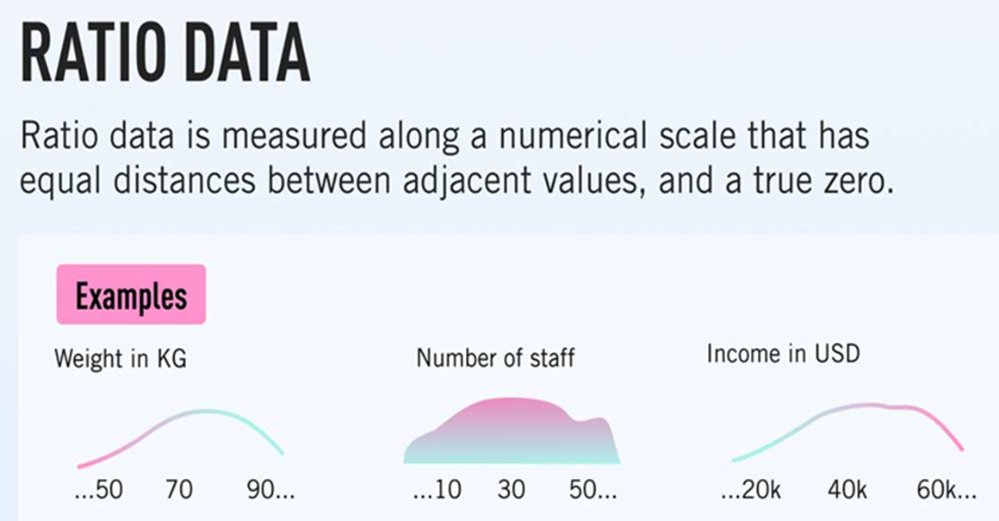 RATIO DATA
Ratio data is measured along a numerical scale that has
equal distances between adjacent values, and a true zero.
Examples
Weight in KG
...50 70 90...
Number of staff
...10 30 50...
Income in USD
...20k 40k 60k...